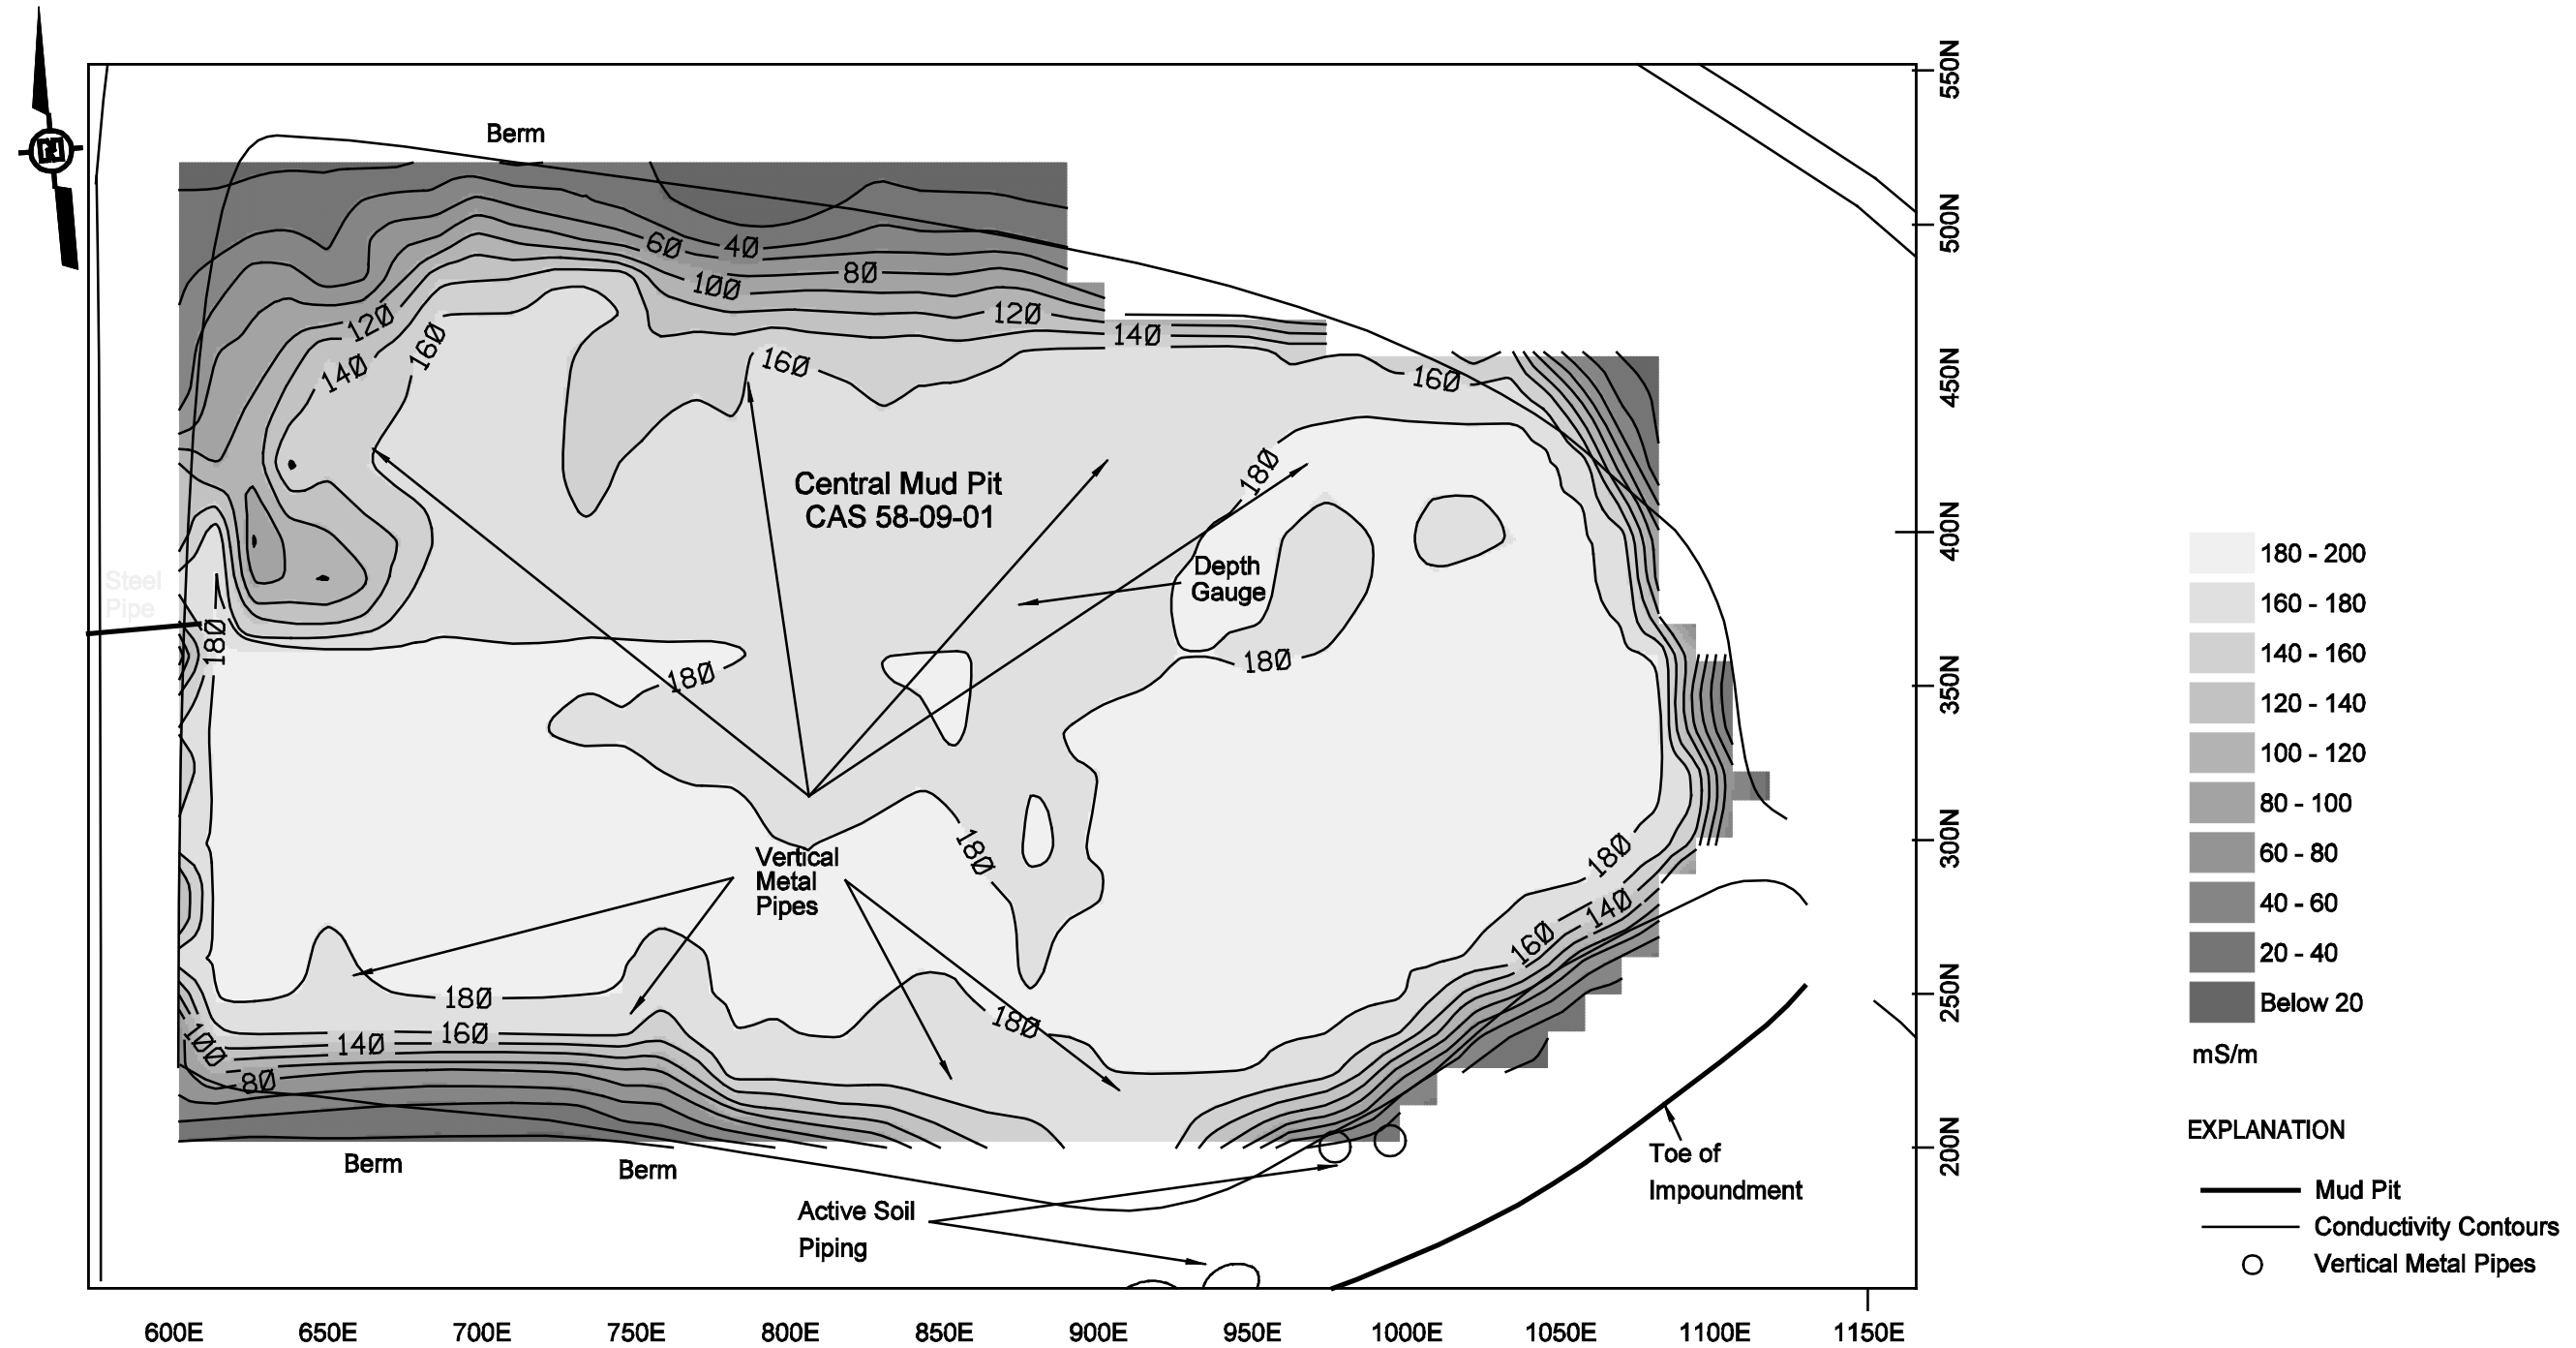 N
Berm
550N
500N
450N
400N
350N
300N
250N
200N
60
40
80
100
120
120
140
160
140
160
160
Central Mud Pit
CAS 58-09-01
180
Depth
Gauge
Steel
Pipe
180
180
180
180
Vertical
Metal
Pipes
180
140
160
180
180
160
140
100
80
Berm
Berm
Active Soil
Piping
Toe of
Impoundment
600E 650E 700E 750E 800E 850E 900E 950E 1000E 1050E 1100E 1150E
180 - 200
160 - 180
140 - 160
120 - 140
100 - 120
80 - 100
60 - 80
40 - 60
20 - 40
Below 20
mS/m
EXPLANATION
Mud Pit
Conductivity Contours
Vertical Metal Pipes